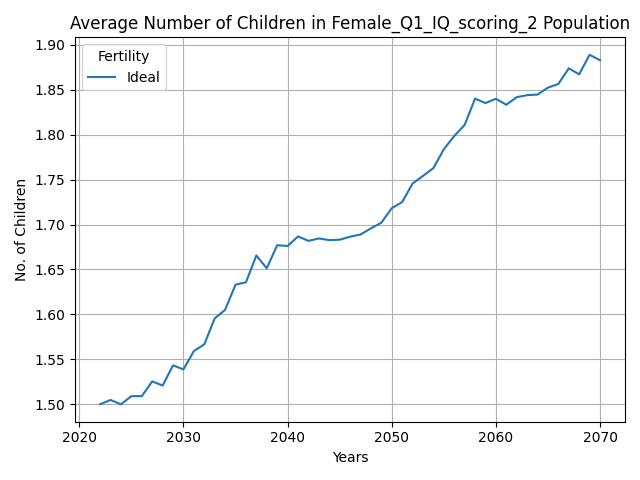 Average Number of Children in Female_Q1_IQ_scoring_2 Population
Fertility
Ideal
No. of Children
1.90
1.85
1.80
1.75
1.70
1.65
1.60
1.55
1.50
2020 2030 2040 2050 2060 2070
Years